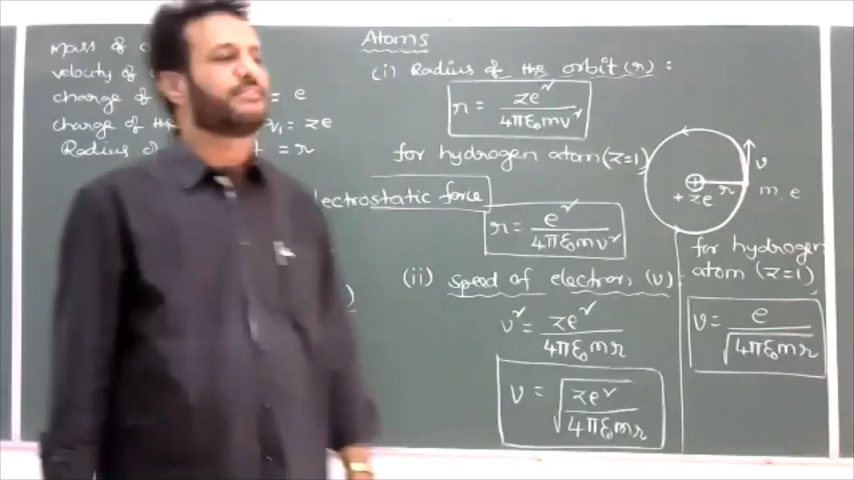 mass of
velocity of
charge of = e
charge of the v₁ = ze
Radius = r
Atoms
(i) Radius of the orbit (r) :
r = ze² / 4πε₀mv²
for hydrogen atom (z=1)
electrostatic force
r = e² / 4πε₀mv²
v
r
+ze
m, e
(ii) speed of electron (v) :
v² = ze² / 4πε₀mr
v = √(ze² / 4πε₀mr)
for hydrogen
atom (z=1)
v = e / √(4πε₀mr)